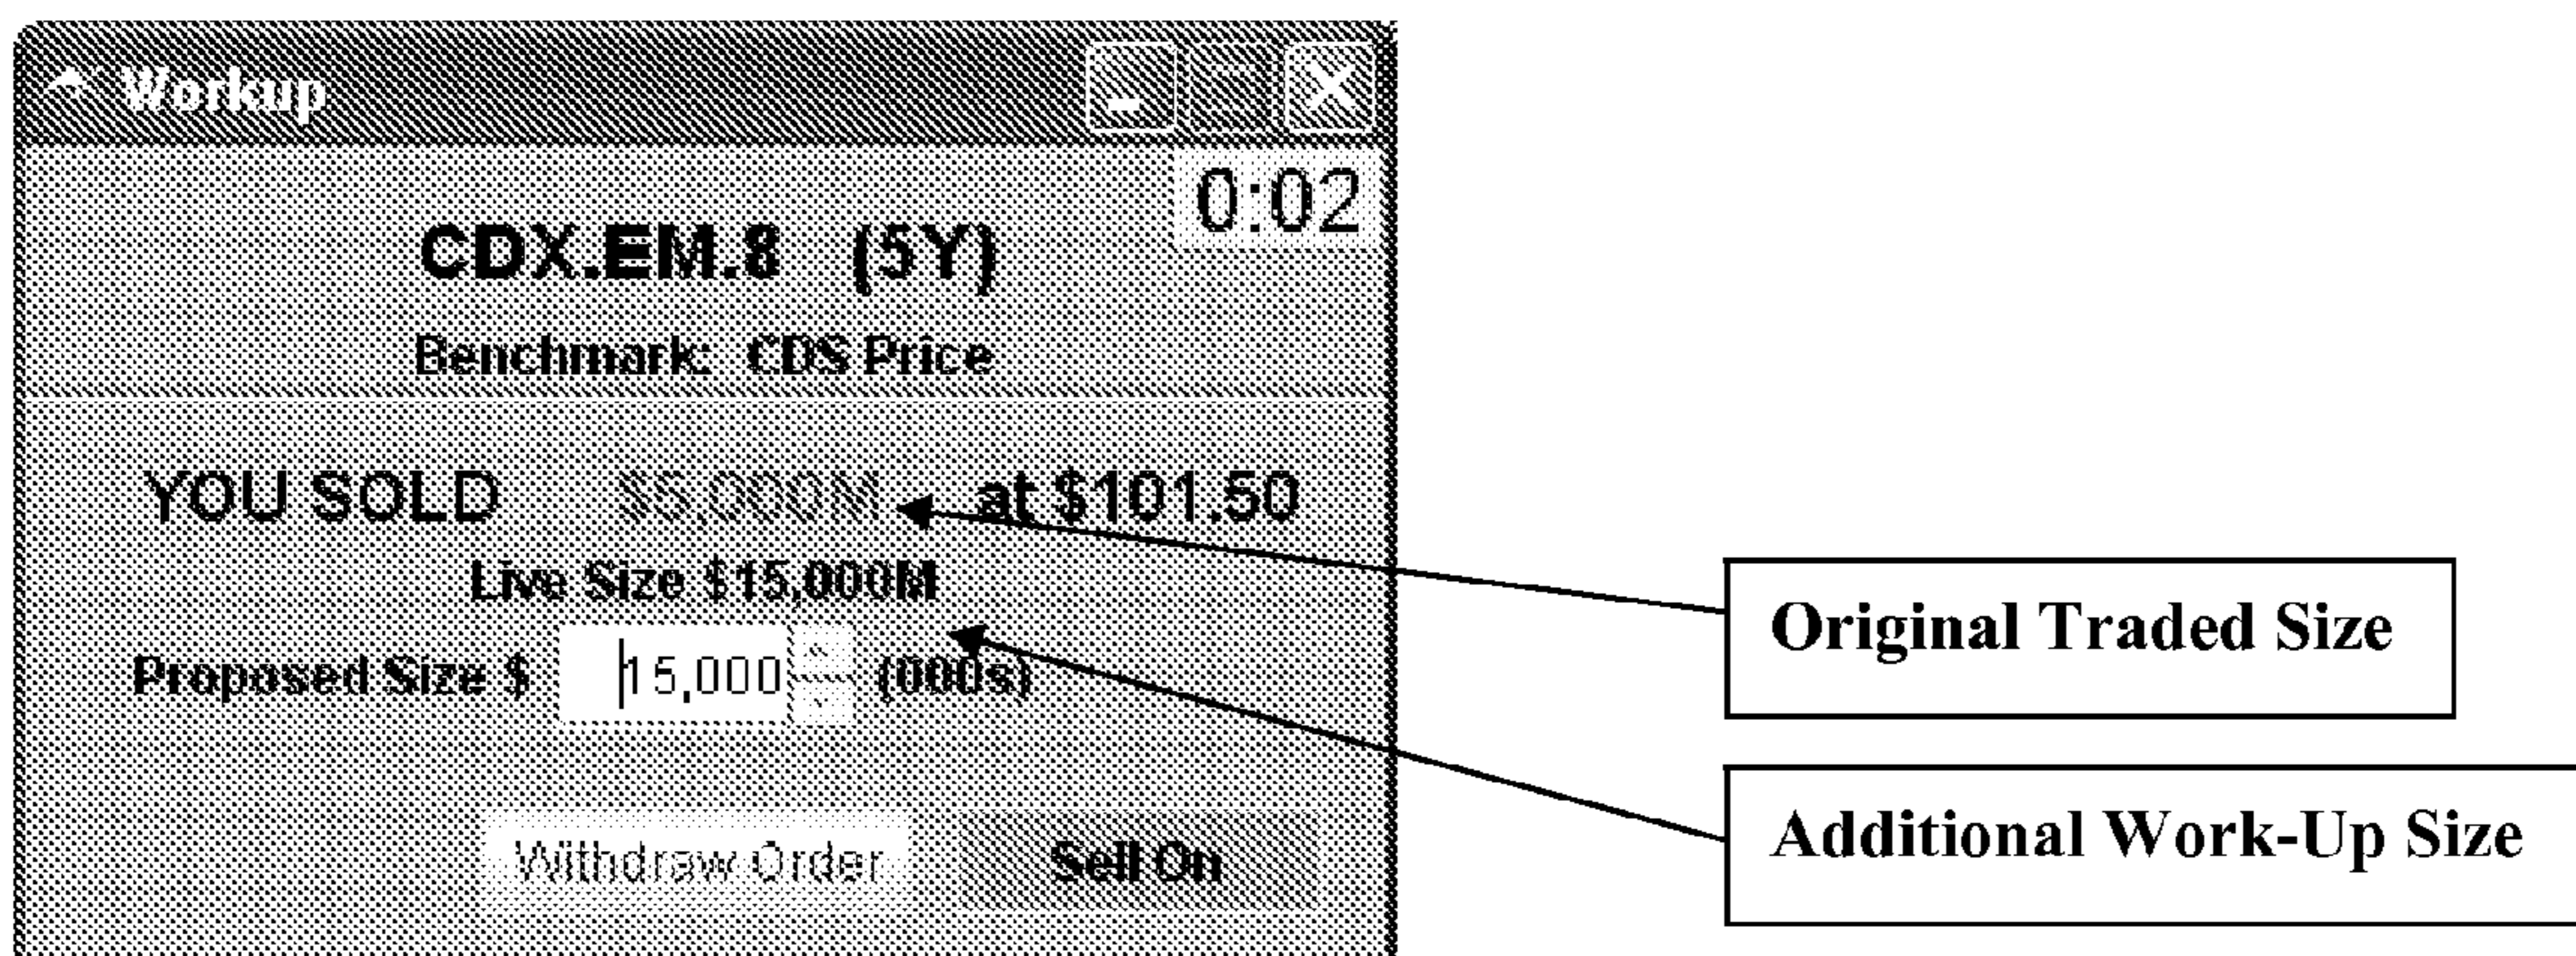 Workup
0:02
CDX.EM.8 (5Y)
Benchmark: CDS Price
YOU SOLD $5,000M at $101.50
Live Size $15,000M
Proposed Size $ 15,000 (000s)
Withdraw Order Sell On
Original Traded Size
Additional Work-Up Size